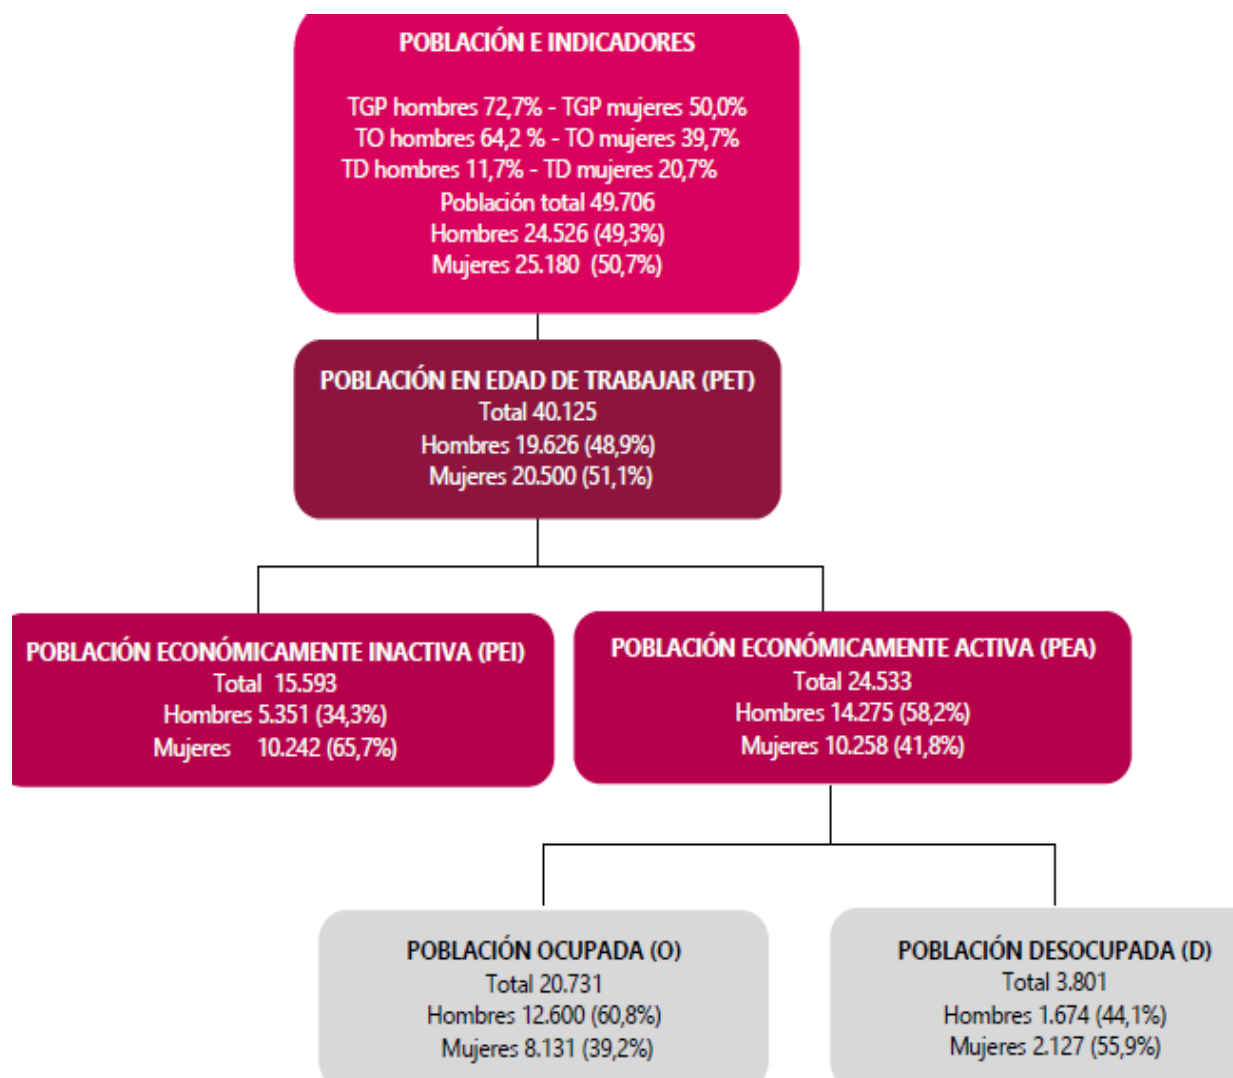 POBLACIÓN E INDICADORES
TGP hombres 72,7% - TGP mujeres 50,0%
TO hombres 64,2 % - TO mujeres 39,7%
TD hombres 11,7% - TD mujeres 20,7%
Población total 49.706
Hombres 24.526 (49,3%)
Mujeres 25.180 (50,7%)
POBLACIÓN EN EDAD DE TRABAJAR (PET)
Total 40.125
Hombres 19.626 (48,9%)
Mujeres 20.500 (51,1%)
POBLACIÓN ECONÓMICAMENTE INACTIVA (PEI)
Total 15.593
Hombres 5.351 (34,3%)
Mujeres 10.242 (65,7%)
POBLACIÓN ECONÓMICAMENTE ACTIVA (PEA)
Total 24.533
Hombres 14.275 (58,2%)
Mujeres 10.258 (41,8%)
POBLACIÓN OCUPADA (O)
Total 20.731
Hombres 12.600 (60,8%)
Mujeres 8.131 (39,2%)
POBLACIÓN DESOCUPADA (D)
Total 3.801
Hombres 1.674 (44,1%)
Mujeres 2.127 (55,9%)